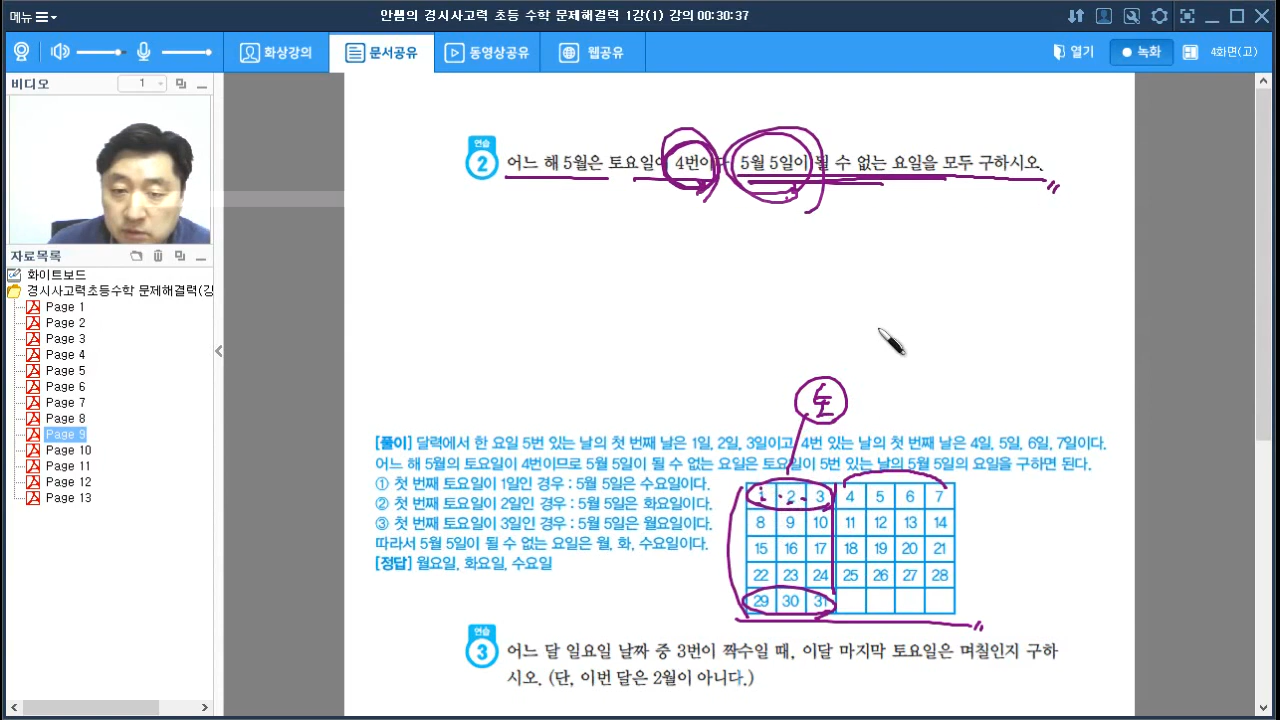 메뉴
안쌤의 경시사고력 초등 수학 문제해결력 1강(1) 강의 00:30:37
화상강의
문서공유
동영상공유
웹공유
열기
녹화
4화면(고)
비디오
1
자료목록
화이트보드
경시사고력초등수학 문제해결력(강
Page 1
Page 2
Page 3
Page 4
Page 5
Page 6
Page 7
Page 8
Page 9
Page 10
Page 11
Page 12
Page 13
연습
2 어느 해 5월은 토요일이 4번이다. 5월 5일이 될 수 없는 요일을 모두 구하시오.
토
[풀이] 달력에서 한 요일 5번 있는 날의 첫 번째 날은 1일, 2일, 3일이고 4번 있는 날의 첫 번째 날은 4일, 5일, 6일, 7일이다.
어느 해 5월의 토요일이 4번이므로 5월 5일이 될 수 없는 요일은 토요일이 5번 있는 날의 5월 5일의 요일을 구하면 된다.
① 첫 번째 토요일이 1일인 경우 : 5월 5일은 수요일이다.
② 첫 번째 토요일이 2일인 경우 : 5월 5일은 화요일이다.
③ 첫 번째 토요일이 3일인 경우 : 5월 5일은 월요일이다.
따라서 5월 5일이 될 수 없는 요일은 월, 화, 수요일이다.
[정답] 월요일, 화요일, 수요일
1 2 3 4 5 6 7
8 9 10 11 12 13 14
15 16 17 18 19 20 21
22 23 24 25 26 27 28
29 30 31
연습
3 어느 달 일요일 날짜 중 3번이 짝수일 때, 이달 마지막 토요일은 며칠인지 구하
시오. (단, 이번 달은 2월이 아니다.)